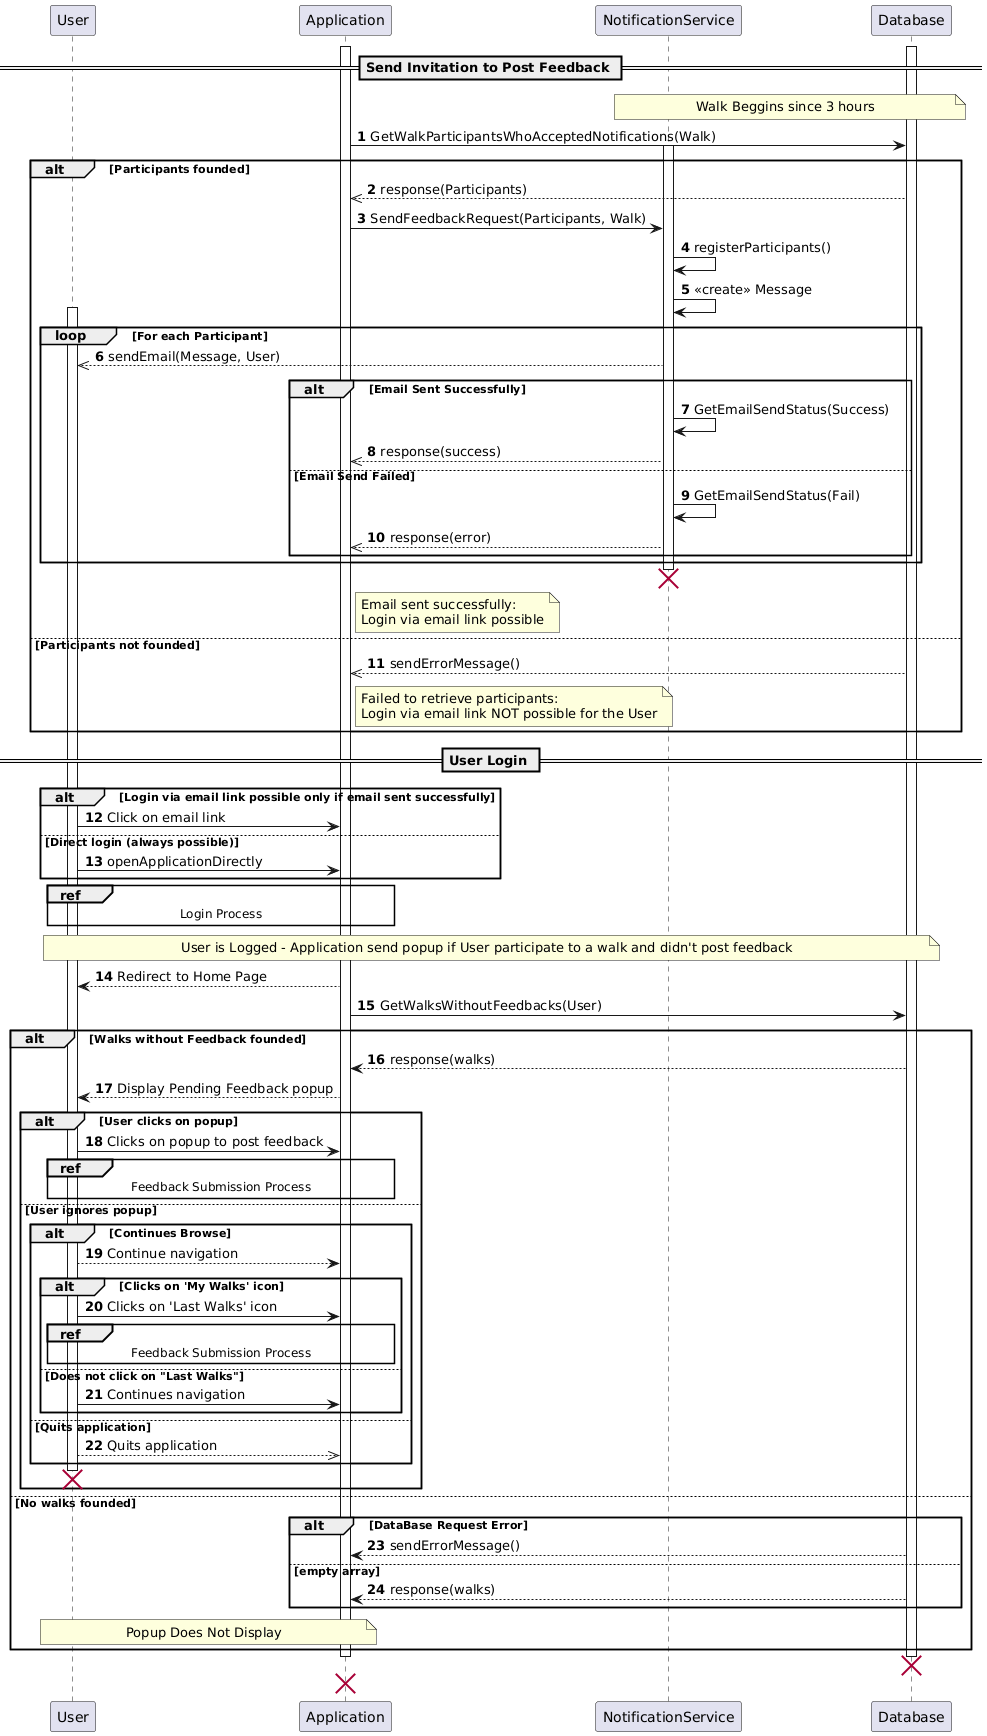 User
Application
NotificationService
Database
Send Invitation to Post Feedback
Walk Beggins since 3 hours
1 GetWalkParticipantsWhoAcceptedNotifications(Walk)
alt [Participants founded]
2 response(Participants)
3 SendFeedbackRequest(Participants, Walk)
4 registerParticipants()
5 «create» Message
loop [For each Participant]
6 sendEmail(Message, User)
alt [Email Sent Successfully]
7 GetEmailSendStatus(Success)
8 response(success)
[Email Send Failed]
9 GetEmailSendStatus(Fail)
10 response(error)
Email sent successfully:
Login via email link possible
[Participants not founded]
11 sendErrorMessage()
Failed to retrieve participants:
Login via email link NOT possible for the User
User Login
alt [Login via email link possible only if email sent successfully]
12 Click on email link
[Direct login (always possible)]
13 openApplicationDirectly
ref
Login Process
User is Logged - Application send popup if User participate to a walk and didn't post feedback
14 Redirect to Home Page
15 GetWalksWithoutFeedbacks(User)
alt [Walks without Feedback founded]
16 response(walks)
17 Display Pending Feedback popup
alt [User clicks on popup]
18 Clicks on popup to post feedback
ref
Feedback Submission Process
[User ignores popup]
alt [Continues Browse]
19 Continue navigation
alt [Clicks on 'My Walks' icon]
20 Clicks on 'Last Walks' icon
ref
Feedback Submission Process
[Does not click on "Last Walks"]
21 Continues navigation
[Quits application]
22 Quits application
[No walks founded]
alt [DataBase Request Error]
23 sendErrorMessage()
[empty array]
24 response(walks)
Popup Does Not Display
User
Application
NotificationService
Database